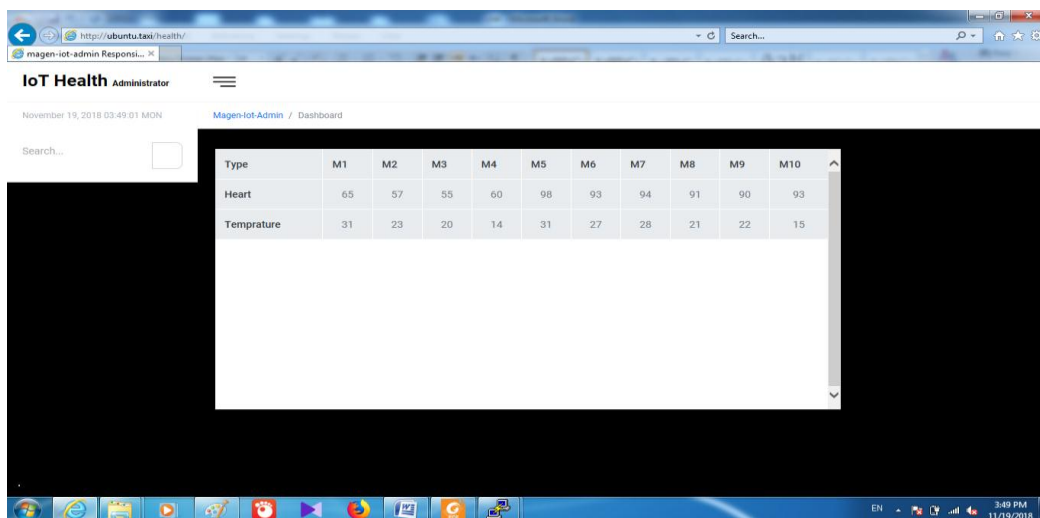 http://ubuntu.taxi/health/
Search...
magen-iot-admin Responsi...
IoT Health Administrator
November 19, 2018 03:49:01 MON
Magen-Iot-Admin / Dashboard
Search...
Type M1 M2 M3 M4 M5 M6 M7 M8 M9 M10
Heart 65 57 55 60 98 93 94 91 90 93
Temprature 31 23 20 14 31 27 28 21 22 15
EN
3:49 PM
11/19/2018